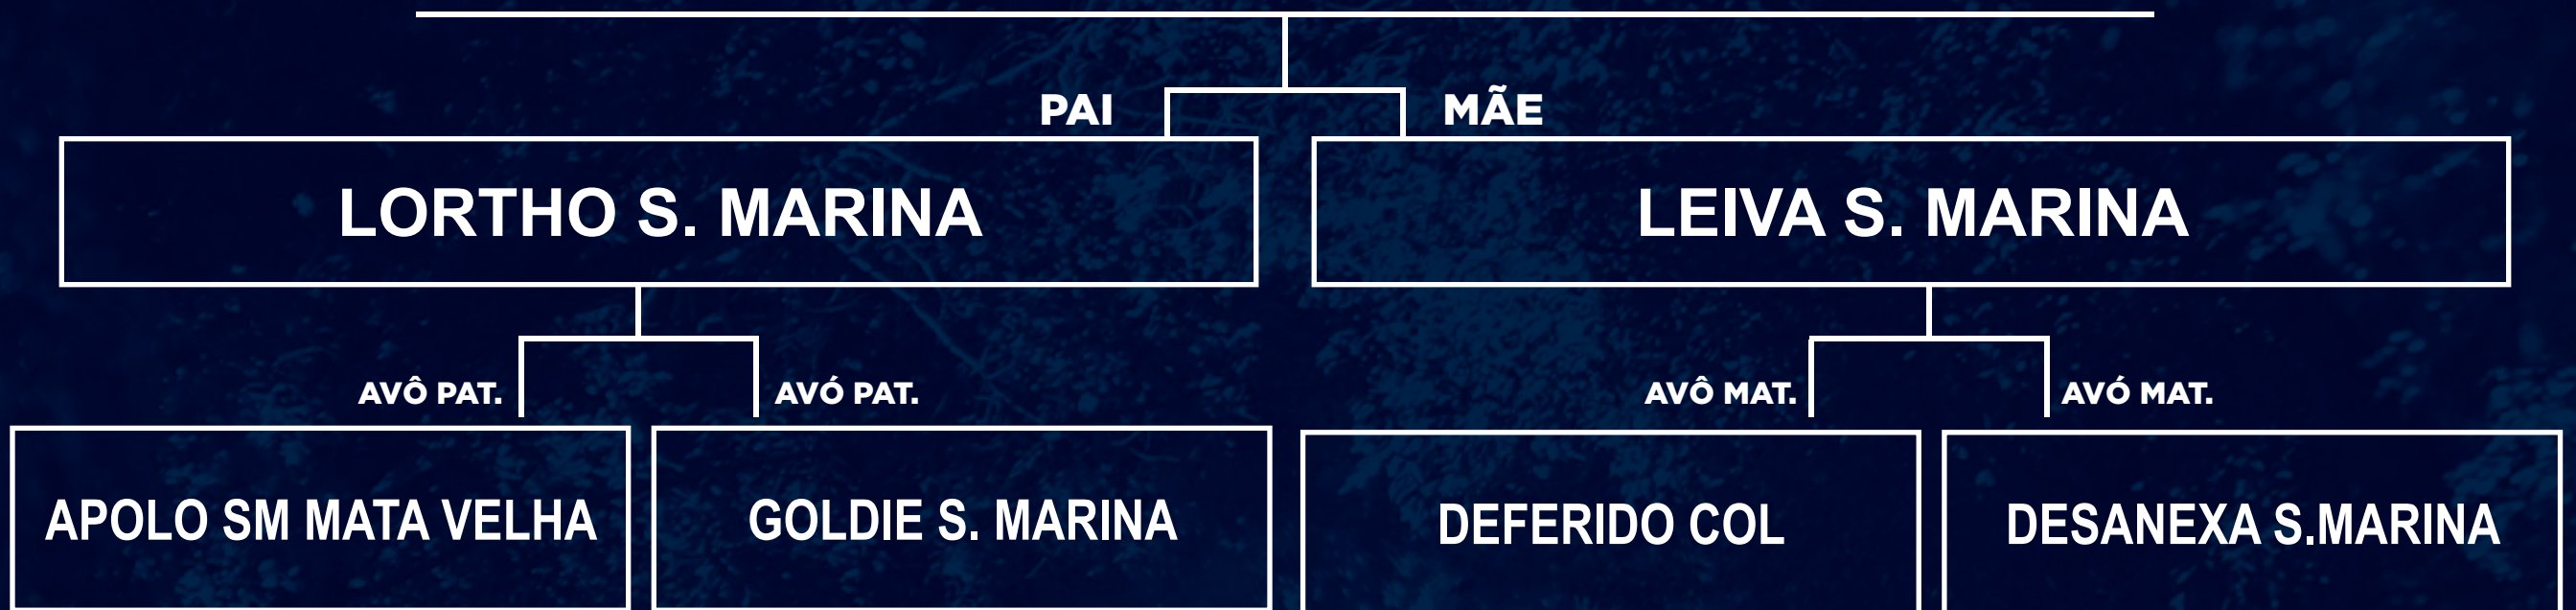 PAI
MÃE
LORTHO S. MARINA
LEIVA S. MARINA
AVÔ PAT.
AVÓ PAT.
AVÔ MAT.
AVÓ MAT.
APOLO SM MATA VELHA
GOLDIE S. MARINA
DEFERIDO COL
DESANEXA S.MARINA